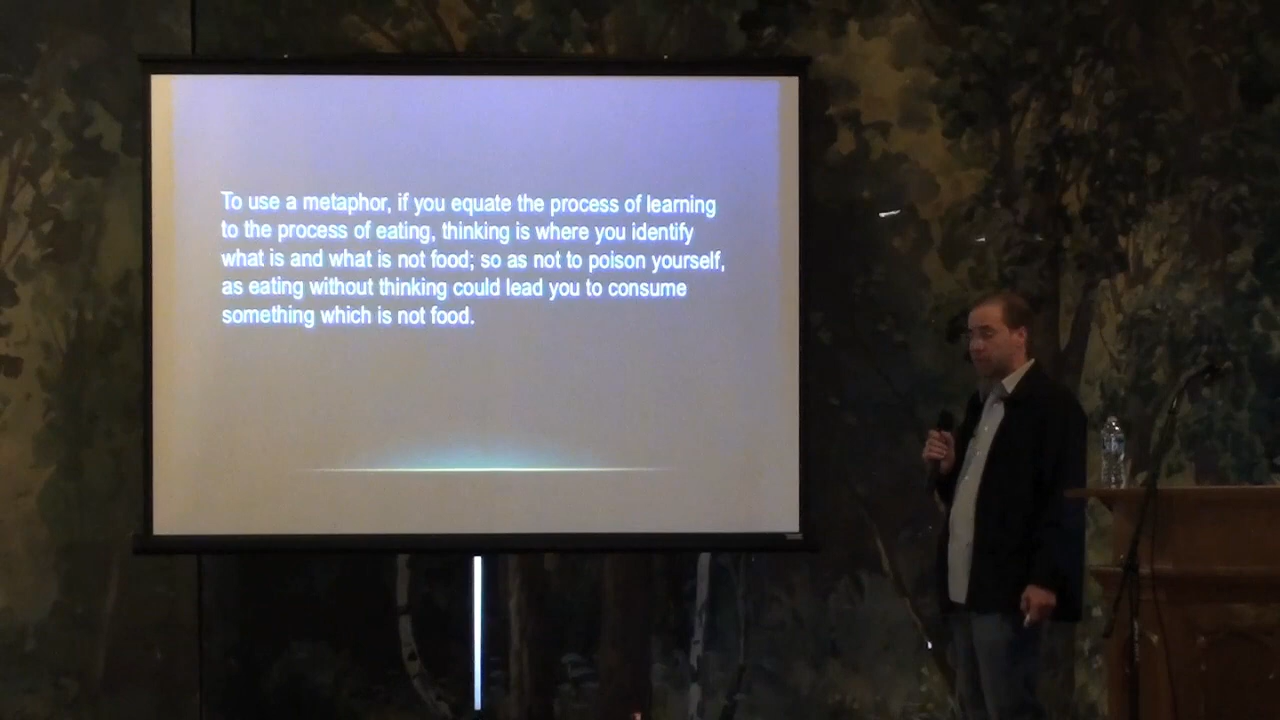 To use a metaphor, if you equate the process of learning
to the process of eating, thinking is where you identify
what is and what is not food; so as not to poison yourself,
as eating without thinking could lead you to consume
something which is not food.